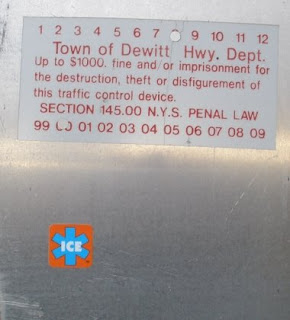 1 2 3 4 5 6 7 9 10 11 12
Town of Dewitt Hwy. Dept.
Up to $1000. fine and/or imprisonment for
the destruction, theft or disfigurement of
this traffic control device.
SECTION 145.00 N.Y.S. PENAL LAW
99 01 02 03 04 05 06 07 08 09
ICE